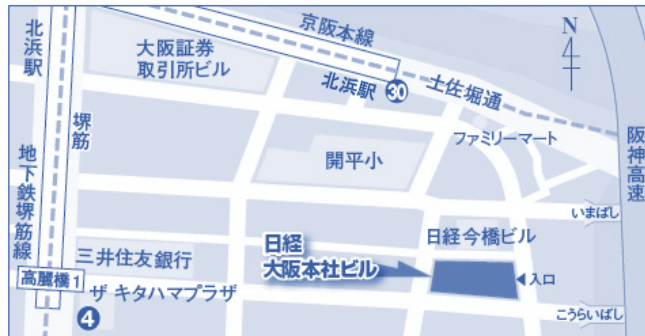 北浜駅
京阪本線
N
大阪証券
取引所ビル
北浜駅
30
土佐堀通
堺筋
ファミリーマート
開平小
阪神高速
地下鉄堺筋線
いまばし
日経今橋ビル
日経
大阪本社ビル
三井住友銀行
入口
高麗橋1
ザ キタハマプラザ
こうらいばし
4